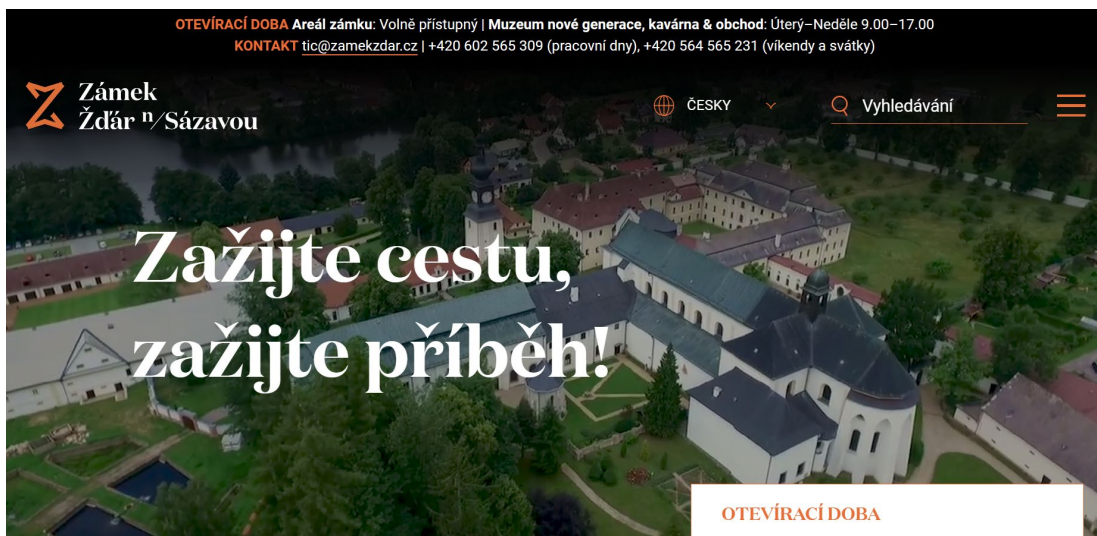 OTEVÍRACÍ DOBA Areál zámku: Volně přístupný | Muzeum nové generace, kavárna & obchod: Úterý–Neděle 9.00–17.00
KONTAKT tic@zamekzdar.cz | +420 602 565 309 (pracovní dny), +420 564 565 231 (víkendy a svátky)
Zámek
Žďár n/Sázavou
ČESKY
Vyhledávání
Zažijte cestu,
zažijte příběh!
OTEVÍRACÍ DOBA